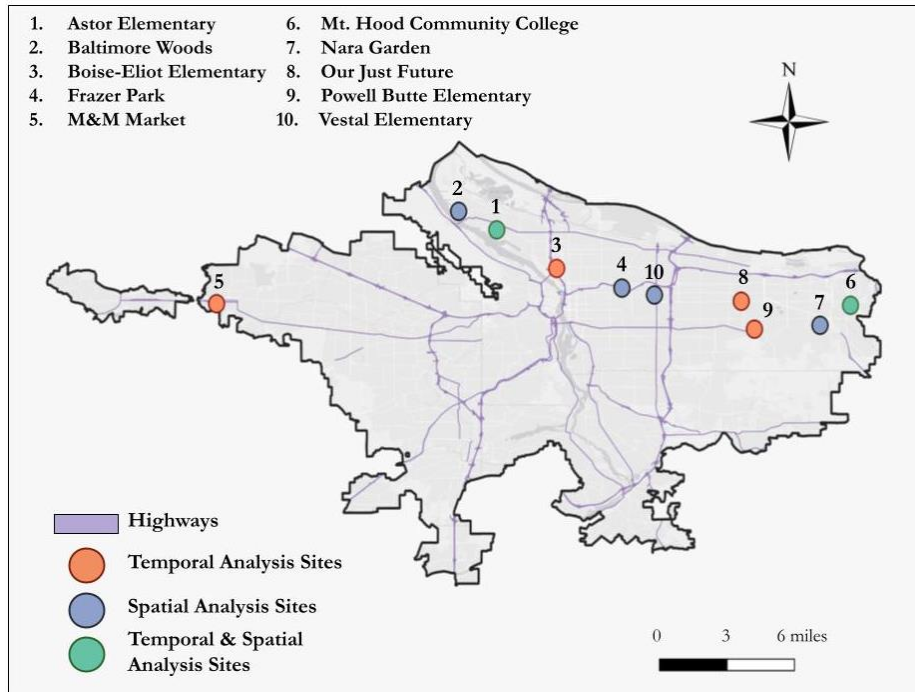 1. Astor Elementary
2. Baltimore Woods
3. Boise-Eliot Elementary
4. Frazer Park
5. M&M Market
6. Mt. Hood Community College
7. Nara Garden
8. Our Just Future
9. Powell Butte Elementary
10. Vestal Elementary
N
2
1
3
5
4
10
8
6
9
7
Highways
Temporal Analysis Sites
Spatial Analysis Sites
Temporal & Spatial
Analysis Sites
0 3 6 miles